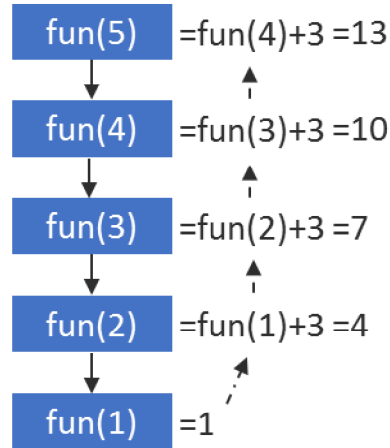 fun(5) =fun(4)+3 =13
fun(4) =fun(3)+3 =10
fun(3) =fun(2)+3 =7
fun(2) =fun(1)+3 =4
fun(1) =1